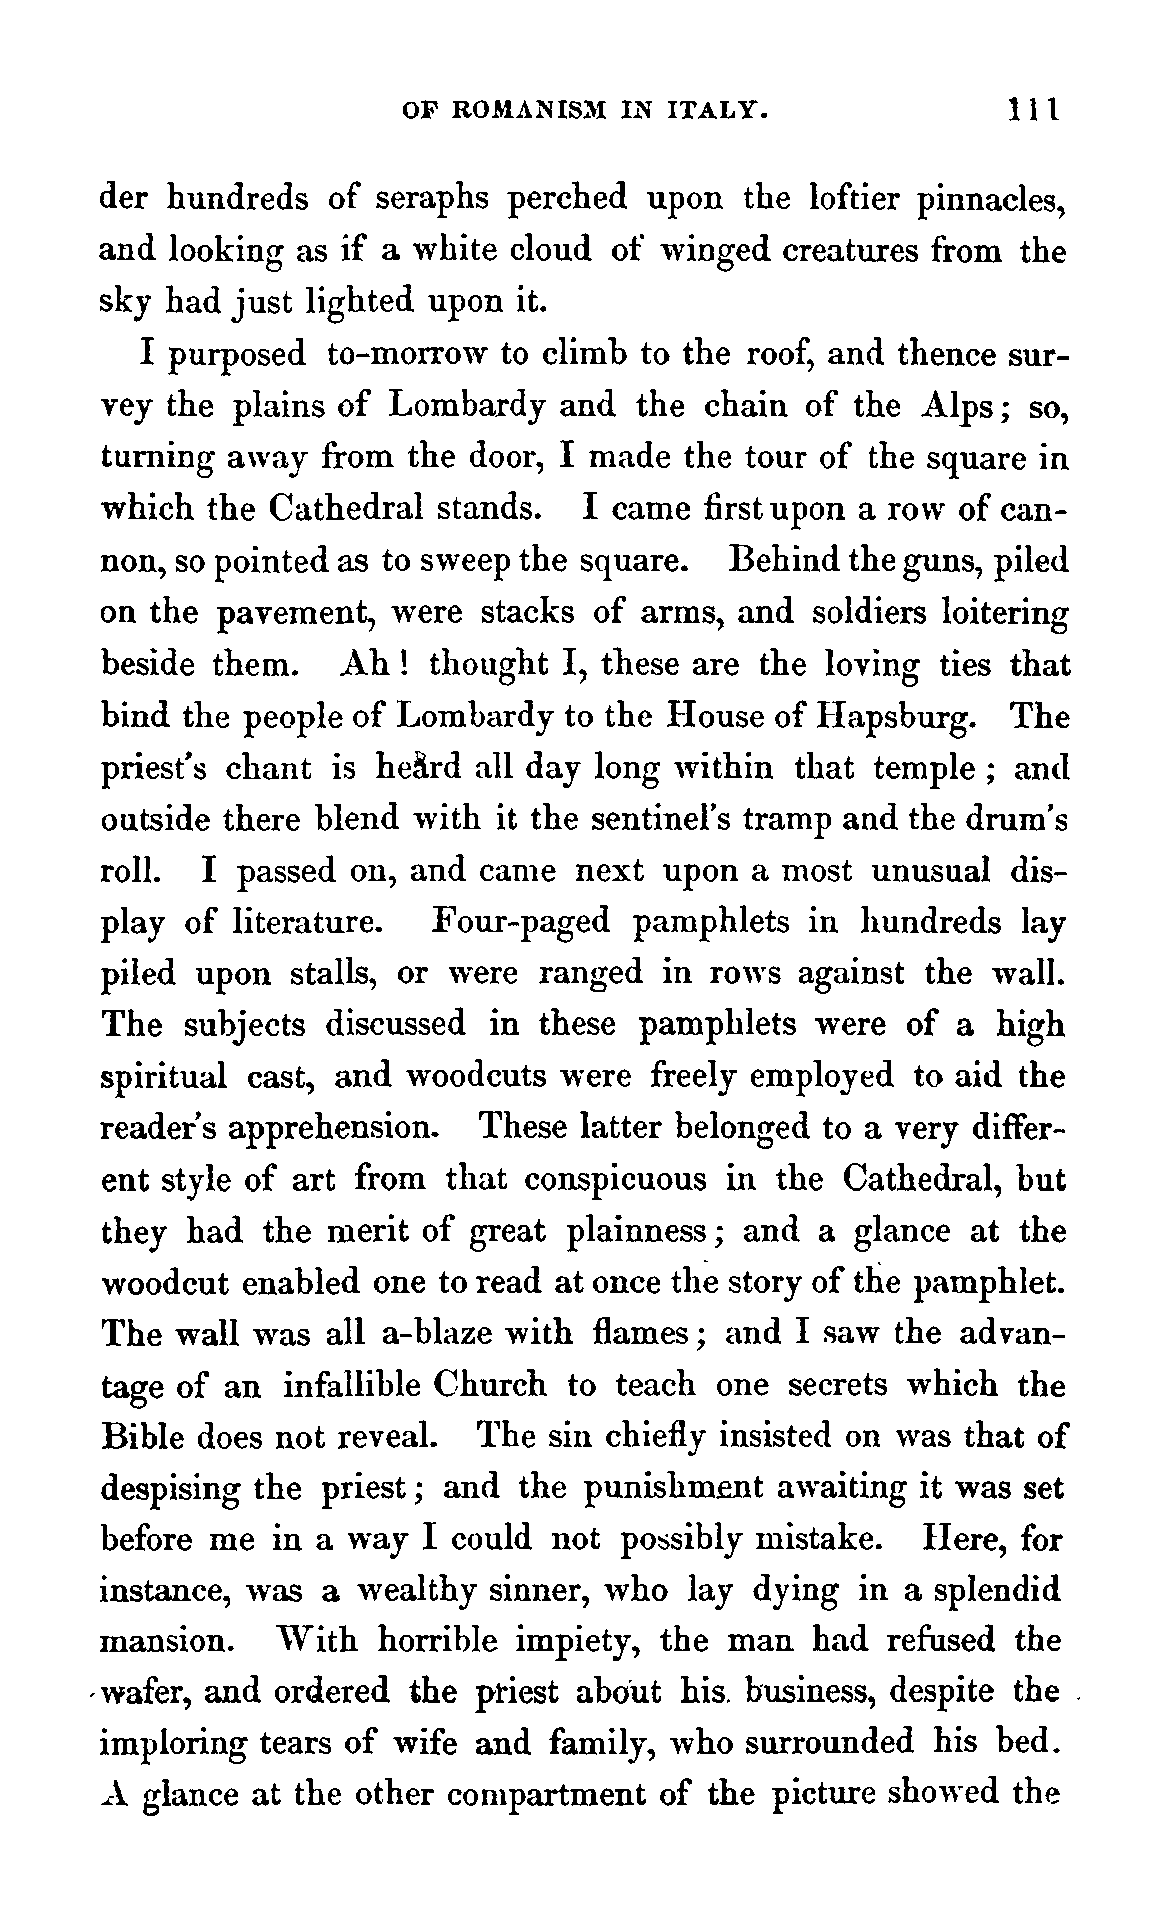 OF ROMANISM IN ITALY. 111
der hundreds of seraphs perched upon the loftier pinnacles,
and looking as if a white cloud of winged creatures from the
sky had just lighted upon it.
I purposed to-morrow to climb to the roof, and thence sur-
vey the plains of Lombardy and the chain of the Alps; so,
turning away from the door, I made the tour of the square in
which the Cathedral stands. I came first upon a row of can-
non, so pointed as to sweep the square. Behind the guns, piled
on the pavement, were stacks of arms, and soldiers loitering
beside them. Ah! thought I, these are the loving ties that
bind the people of Lombardy to the House of Hapsburg. The
priest's chant is heard all day long within that temple; and
outside there blend with it the sentinel's tramp and the drum's
roll. I passed on, and came next upon a most unusual dis-
play of literature. Four-paged pamphlets in hundreds lay
piled upon stalls, or were ranged in rows against the wall.
The subjects discussed in these pamphlets were of a high
spiritual cast, and woodcuts were freely employed to aid the
reader's apprehension. These latter belonged to a very differ-
ent style of art from that conspicuous in the Cathedral, but
they had the merit of great plainness; and a glance at the
woodcut enabled one to read at once the story of the pamphlet.
The wall was all a-blaze with flames; and I saw the advan-
tage of an infallible Church to teach one secrets which the
Bible does not reveal. The sin chiefly insisted on was that of
despising the priest; and the punishment awaiting it was set
before me in a way I could not possibly mistake. Here, for
instance, was a wealthy sinner, who lay dying in a splendid
mansion. With horrible impiety, the man had refused the
wafer, and ordered the priest about his business, despite the
imploring tears of wife and family, who surrounded his bed.
A glance at the other compartment of the picture showed the